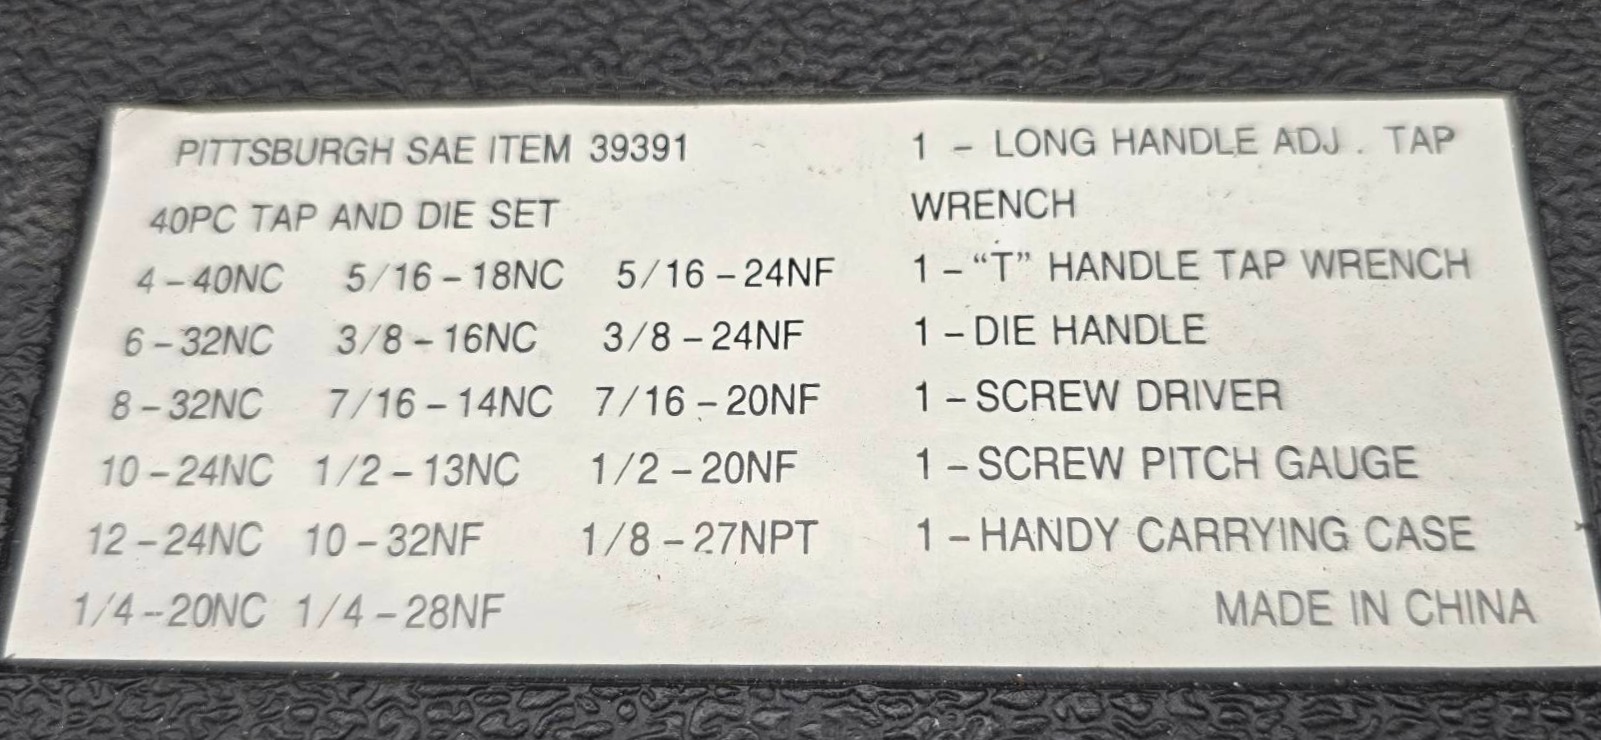 PITTSBURGH SAE ITEM 39391
40PC TAP AND DIE SET
4-40NC 5/16-18NC 5/16-24NF
6-32NC 3/8-16NC 3/8-24NF
8-32NC 7/16-14NC 7/16-20NF
10-24NC 1/2-13NC 1/2-20NF
12-24NC 10-32NF 1/8-27NPT
1/4-20NC 1/4-28NF
1 - LONG HANDLE ADJ . TAP
WRENCH
1-“T” HANDLE TAP WRENCH
1-DIE HANDLE
1-SCREW DRIVER
1-SCREW PITCH GAUGE
1-HANDY CARRYING CASE
MADE IN CHINA